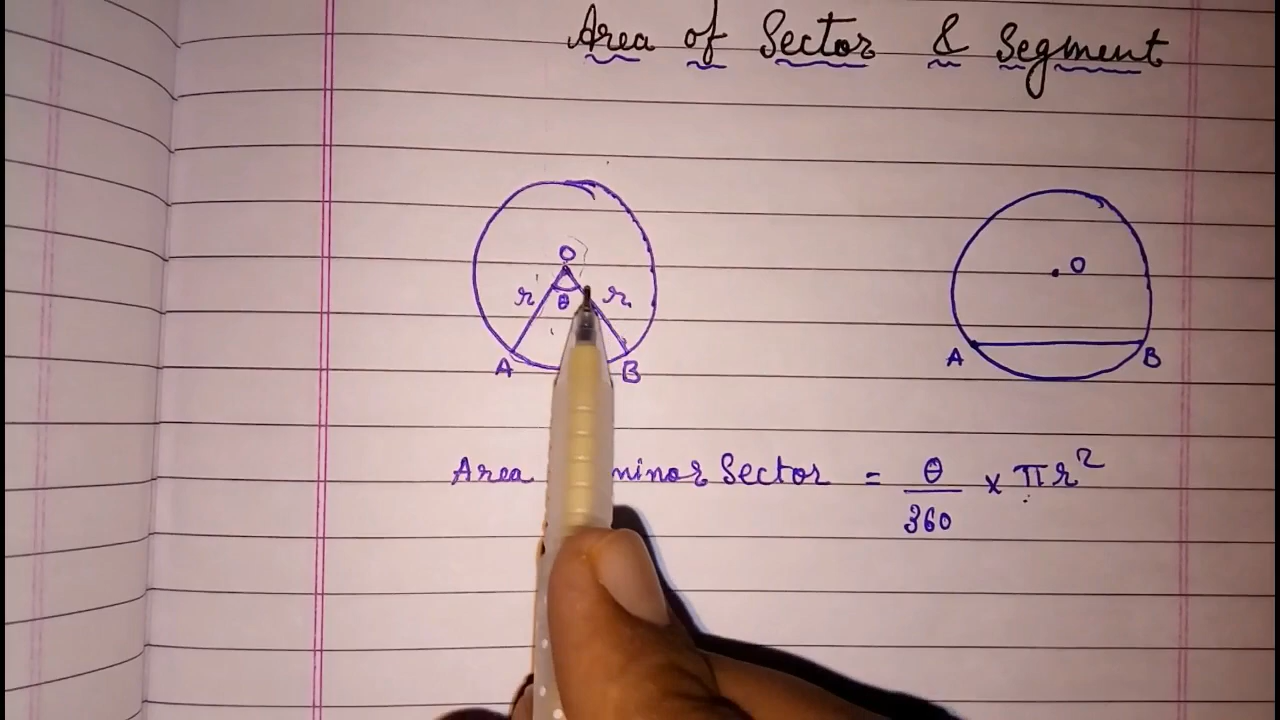 Area of Sector & Segment
O
r θ r
A B
O
A B
Area minor Sector = θ/360 × πr²